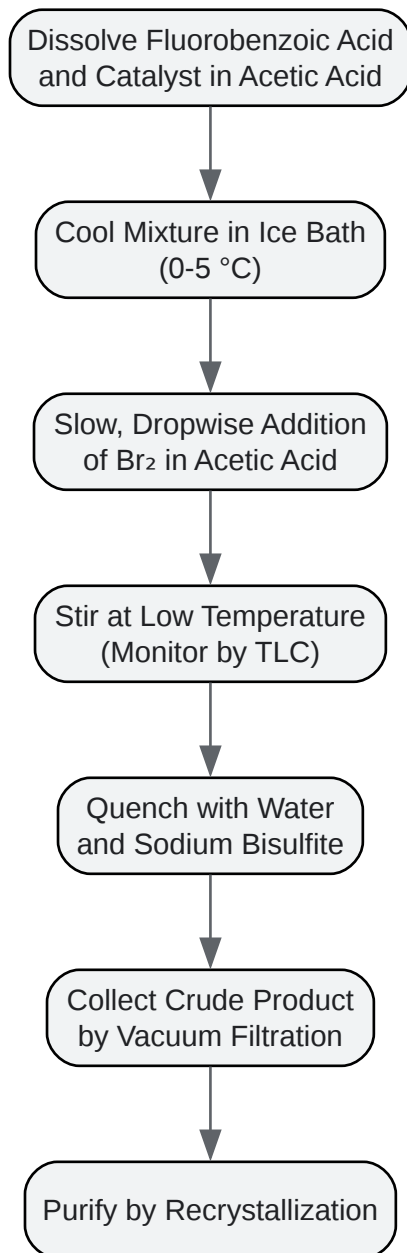 Dissolve Fluorobenzoic Acid
and Catalyst in Acetic Acid
Cool Mixture in Ice Bath
(0-5 °C)
Slow, Dropwise Addition
of Br₂ in Acetic Acid
Stir at Low Temperature
(Monitor by TLC)
Quench with Water
and Sodium Bisulfite
Collect Crude Product
by Vacuum Filtration
Purify by Recrystallization